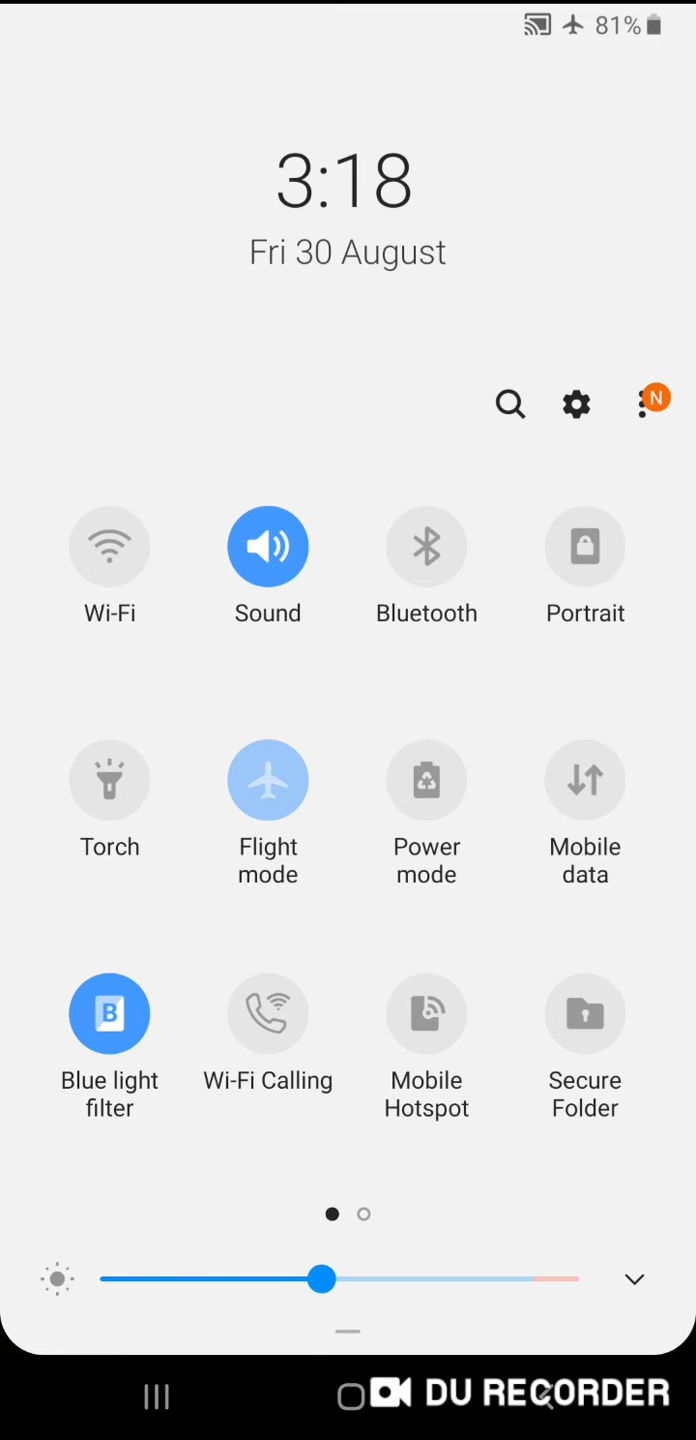 81%
3:18
Fri 30 August
N
Wi-Fi
Sound
Bluetooth
Portrait
Torch
Flight
mode
Power
mode
Mobile
data
B
Blue light
filter
Wi-Fi Calling
Mobile
Hotspot
Secure
Folder
DU RECORDER